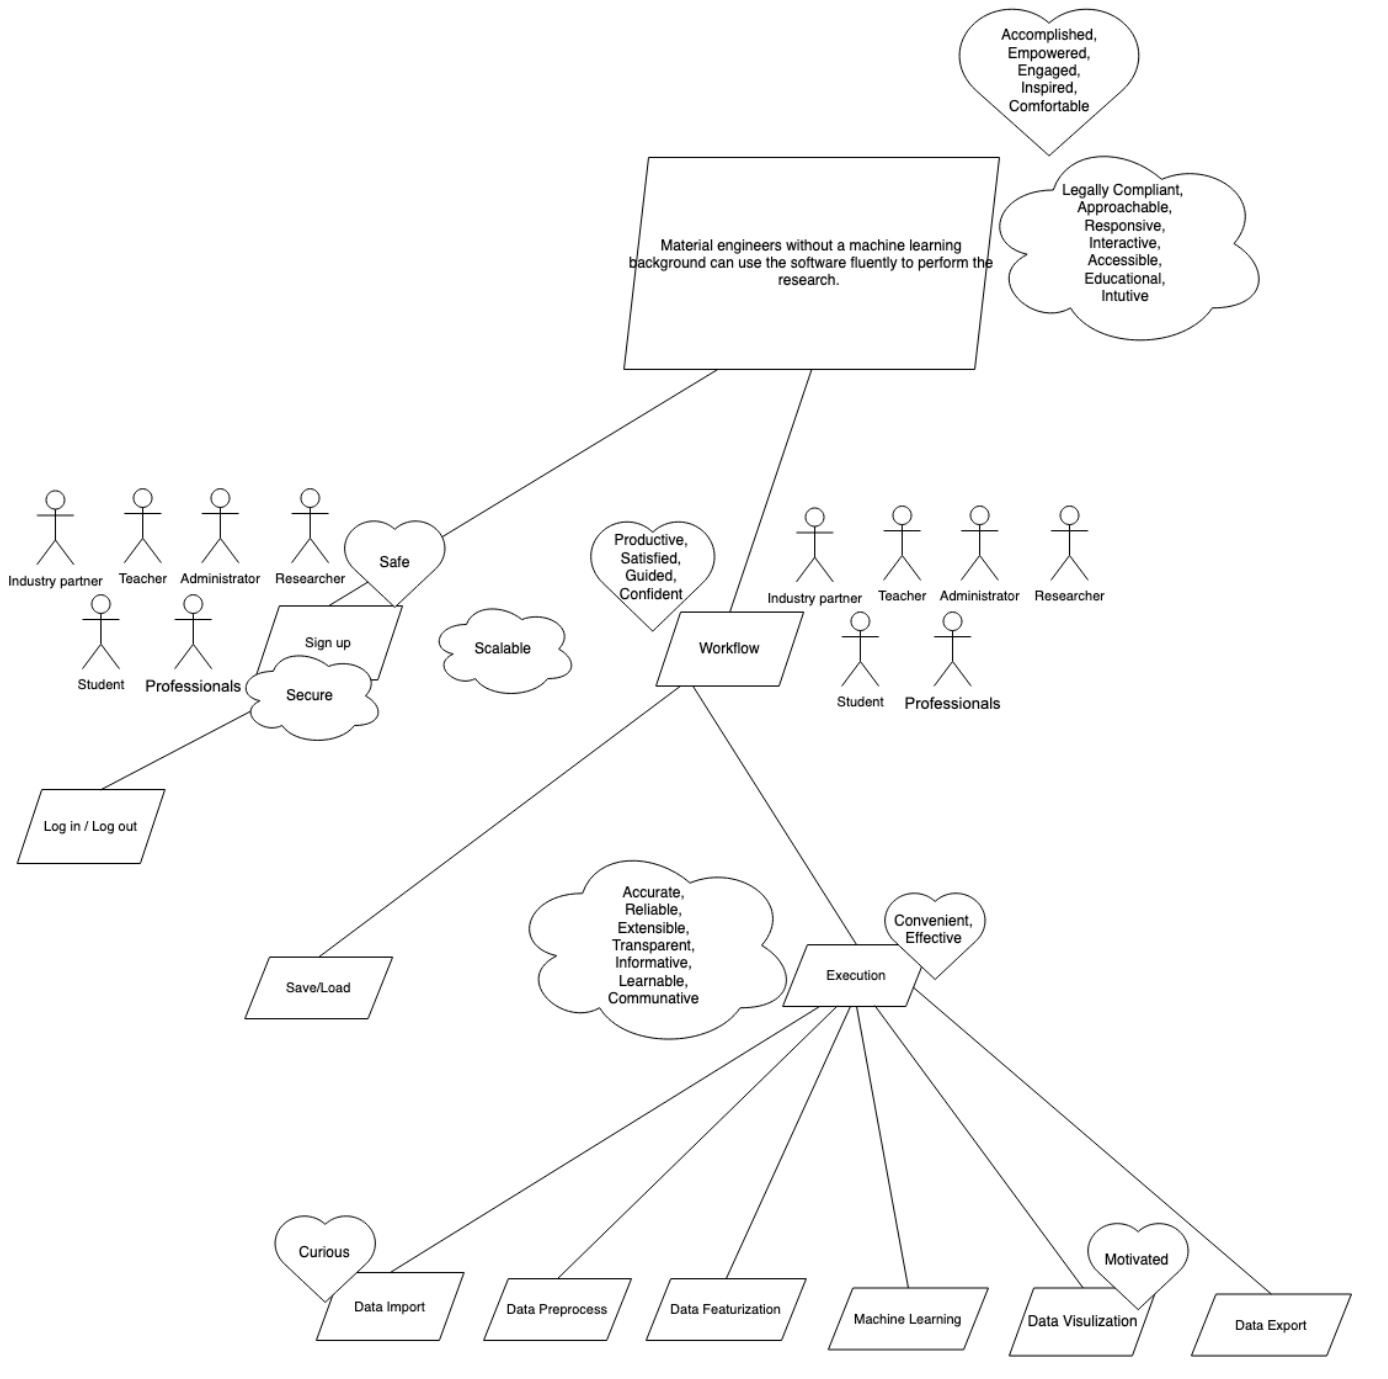 Accomplished,
Empowered,
Engaged,
Inspired,
Comfortable
Legally Compliant,
Approachable,
Responsive,
Interactive,
Accessible,
Educational,
Intutive
Material engineers without a machine learning
background can use the software fluently to perform the
research.
Industry partner
Teacher
Administrator
Researcher
Safe
Student
Professionals
Sign up
Secure
Scalable
Productive,
Satisfied,
Guided,
Confident
Workflow
Industry partner
Teacher
Administrator
Researcher
Student
Professionals
Log in / Log out
Save/Load
Accurate,
Reliable,
Extensible,
Transparent,
Informative,
Learnable,
Communative
Convenient,
Effective
Execution
Curious
Data Import
Data Preprocess
Data Featurization
Machine Learning
Motivated
Data Visulization
Data Export